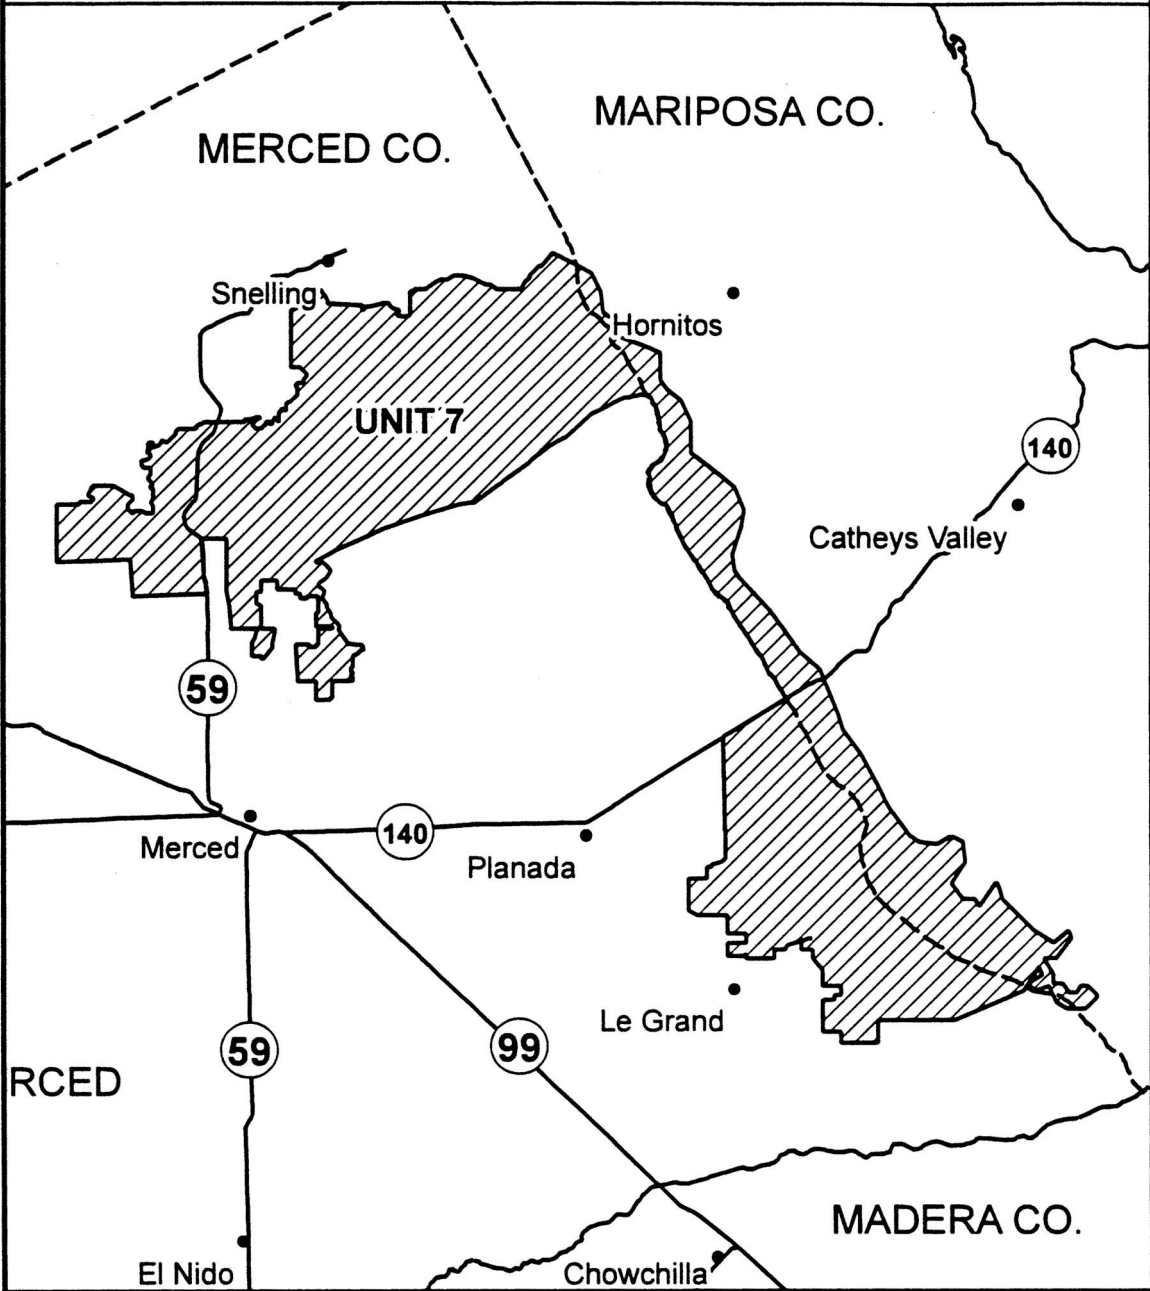 MARIPOSA CO.
MERCED CO.
Snelling
Hornitos
UNIT 7
140
Catheys Valley
59
140
Merced
Planada
Le Grand
59
99
RCED
MADERA CO.
El Nido
Chowchilla